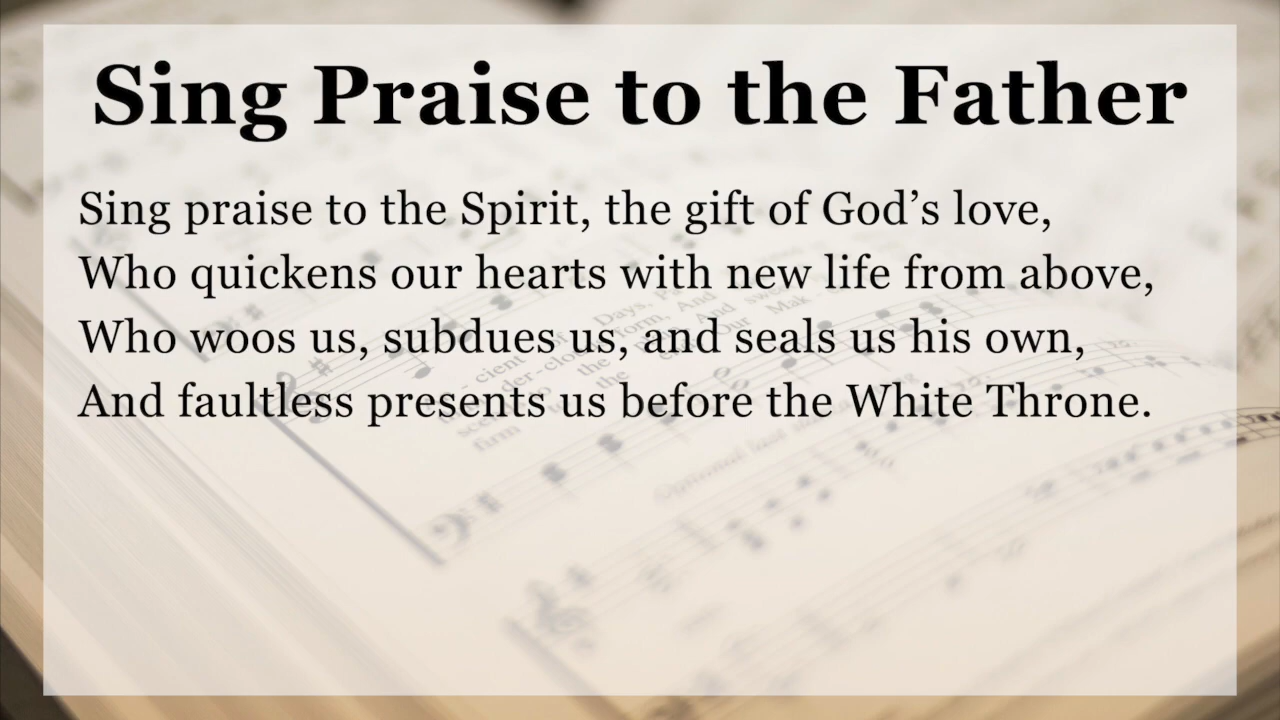 Sing Praise to the Father
Sing praise to the Spirit, the gift of God’s love,
Who quickens our hearts with new life from above,
Who woos us, subdues us, and seals us his own,
And faultless presents us before the White Throne.